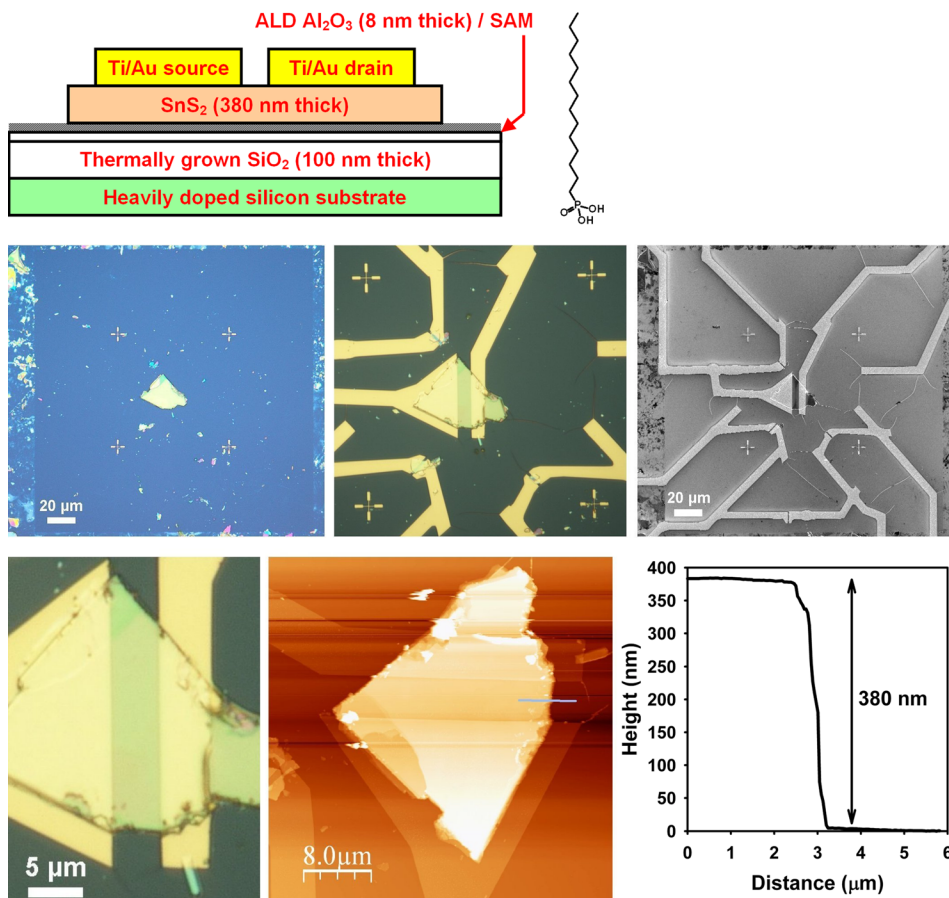 ALD Al₂O₃ (8 nm thick) / SAM
Ti/Au source
Ti/Au drain
SnS₂ (380 nm thick)
Thermally grown SiO₂ (100 nm thick)
Heavily doped silicon substrate
O
P
OH
OH
20 µm
20 µm
5 µm
8.0µm
400
350
300
250
200
150
100
50
0
Height (nm)
380 nm
0 1 2 3 4 5 6
Distance (µm)